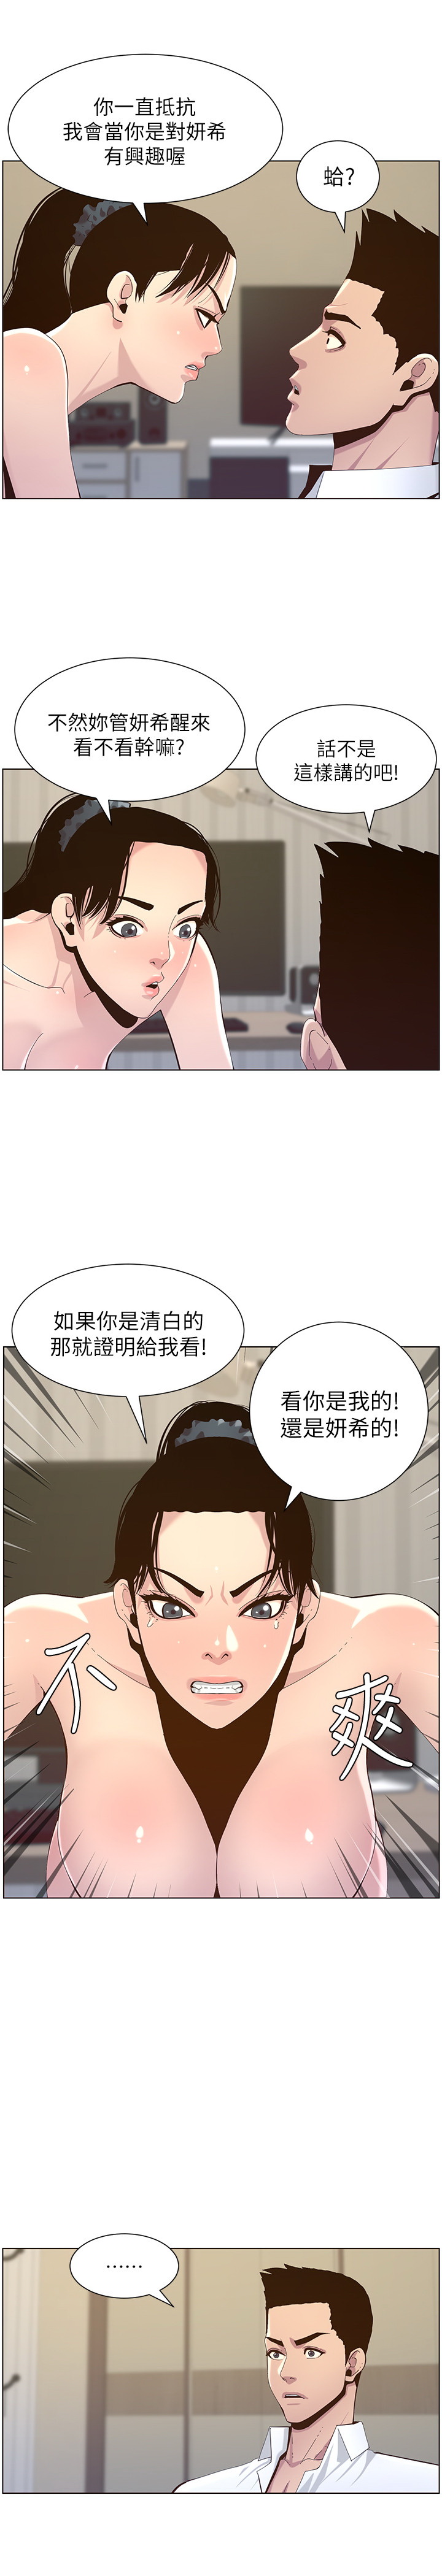 你一直抵抗
我會當你是對妍希
有興趣喔
蛤?
不然妳管妍希醒來
看不看幹嘛?
話不是
這樣講的吧!
如果你是清白的
那就證明給我看!
看你是我的!
還是妍希的!
不爽
……